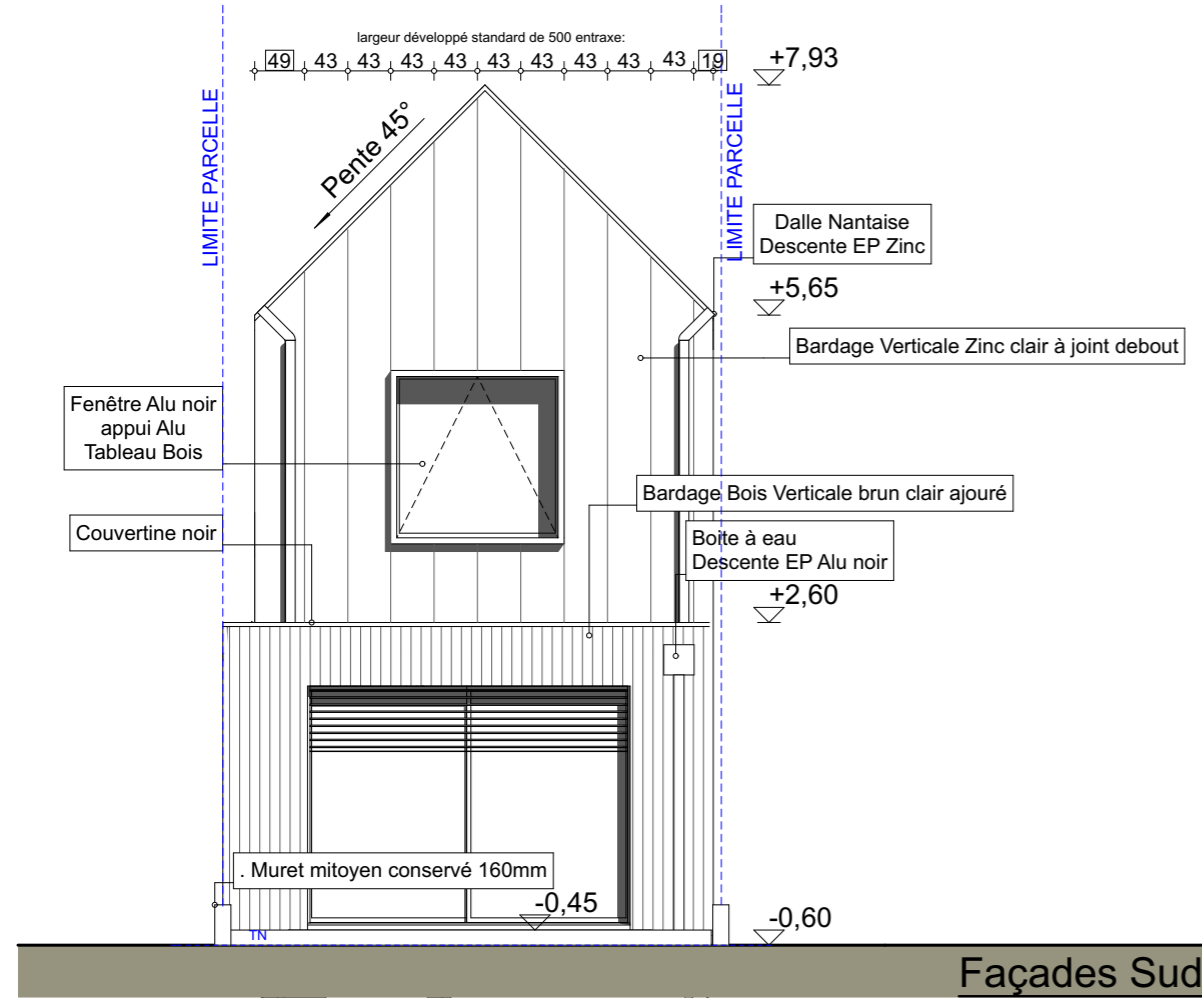 largeur développé standard de 500 entraxe:
49 43 43 43 43 43 43 43 43 43 19
+7,93
LIMITE PARCELLE
Pente 45°
LIMITE PARCELLE
Dalle Nantaise
Descente EP Zinc
+5,65
Bardage Verticale Zinc clair à joint debout
Fenêtre Alu noir
appui Alu
Tableau Bois
Bardage Bois Verticale brun clair ajouré
Couvertine noir
Boite à eau
Descente EP Alu noir
+2,60
. Muret mitoyen conservé 160mm
-0,45
-0,60
TN
Façades Sud